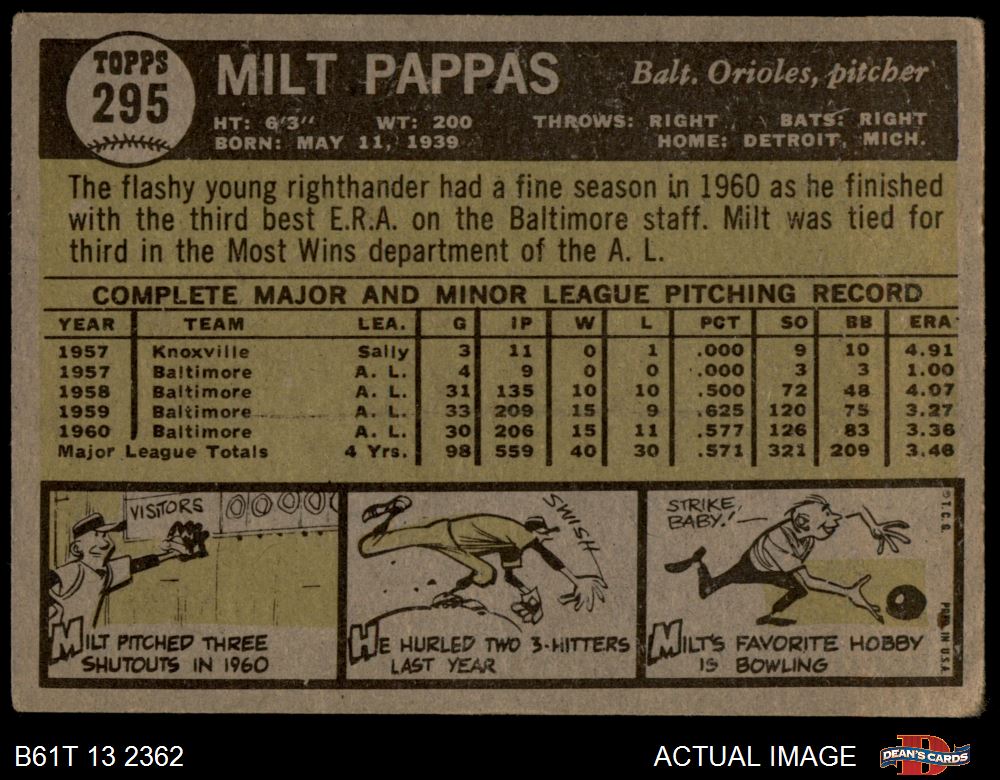 TOPPS
295
MILT PAPPAS
Balt. Orioles, pitcher
HT: 6'3" WT: 200 THROWS: RIGHT BATS: RIGHT
BORN: MAY 11, 1939 HOME: DETROIT, MICH.
The flashy young righthander had a fine season in 1960 as he finished
with the third best E.R.A. on the Baltimore staff. Milt was tied for
third in the Most Wins department of the A. L.
COMPLETE MAJOR AND MINOR LEAGUE PITCHING RECORD
YEAR TEAM LEA. G IP W L PCT SO BB ERA
1957 Knoxville Sally 3 11 0 1 .000 9 10 4.91
1957 Baltimore A. L. 4 9 0 0 .000 3 3 1.00
1958 Baltimore A. L. 31 135 10 10 .500 72 48 4.07
1959 Baltimore A. L. 33 209 15 9 .625 120 75 3.27
1960 Baltimore A. L. 30 206 15 11 .577 126 83 3.36
Major League Totals 4 Yrs. 98 559 40 30 .571 321 209 3.46
VISITORS 00000
MILT PITCHED THREE
SHUTOUTS IN 1960
SWISH
HE HURLED TWO 3-HITTERS
LAST YEAR
STRIKE,
BABY!
MILT'S FAVORITE HOBBY
IS BOWLING
© T.C.G.
PRTD. IN U.S.A.
B61T 13 2362
ACTUAL IMAGE
DEAN'S CARDS